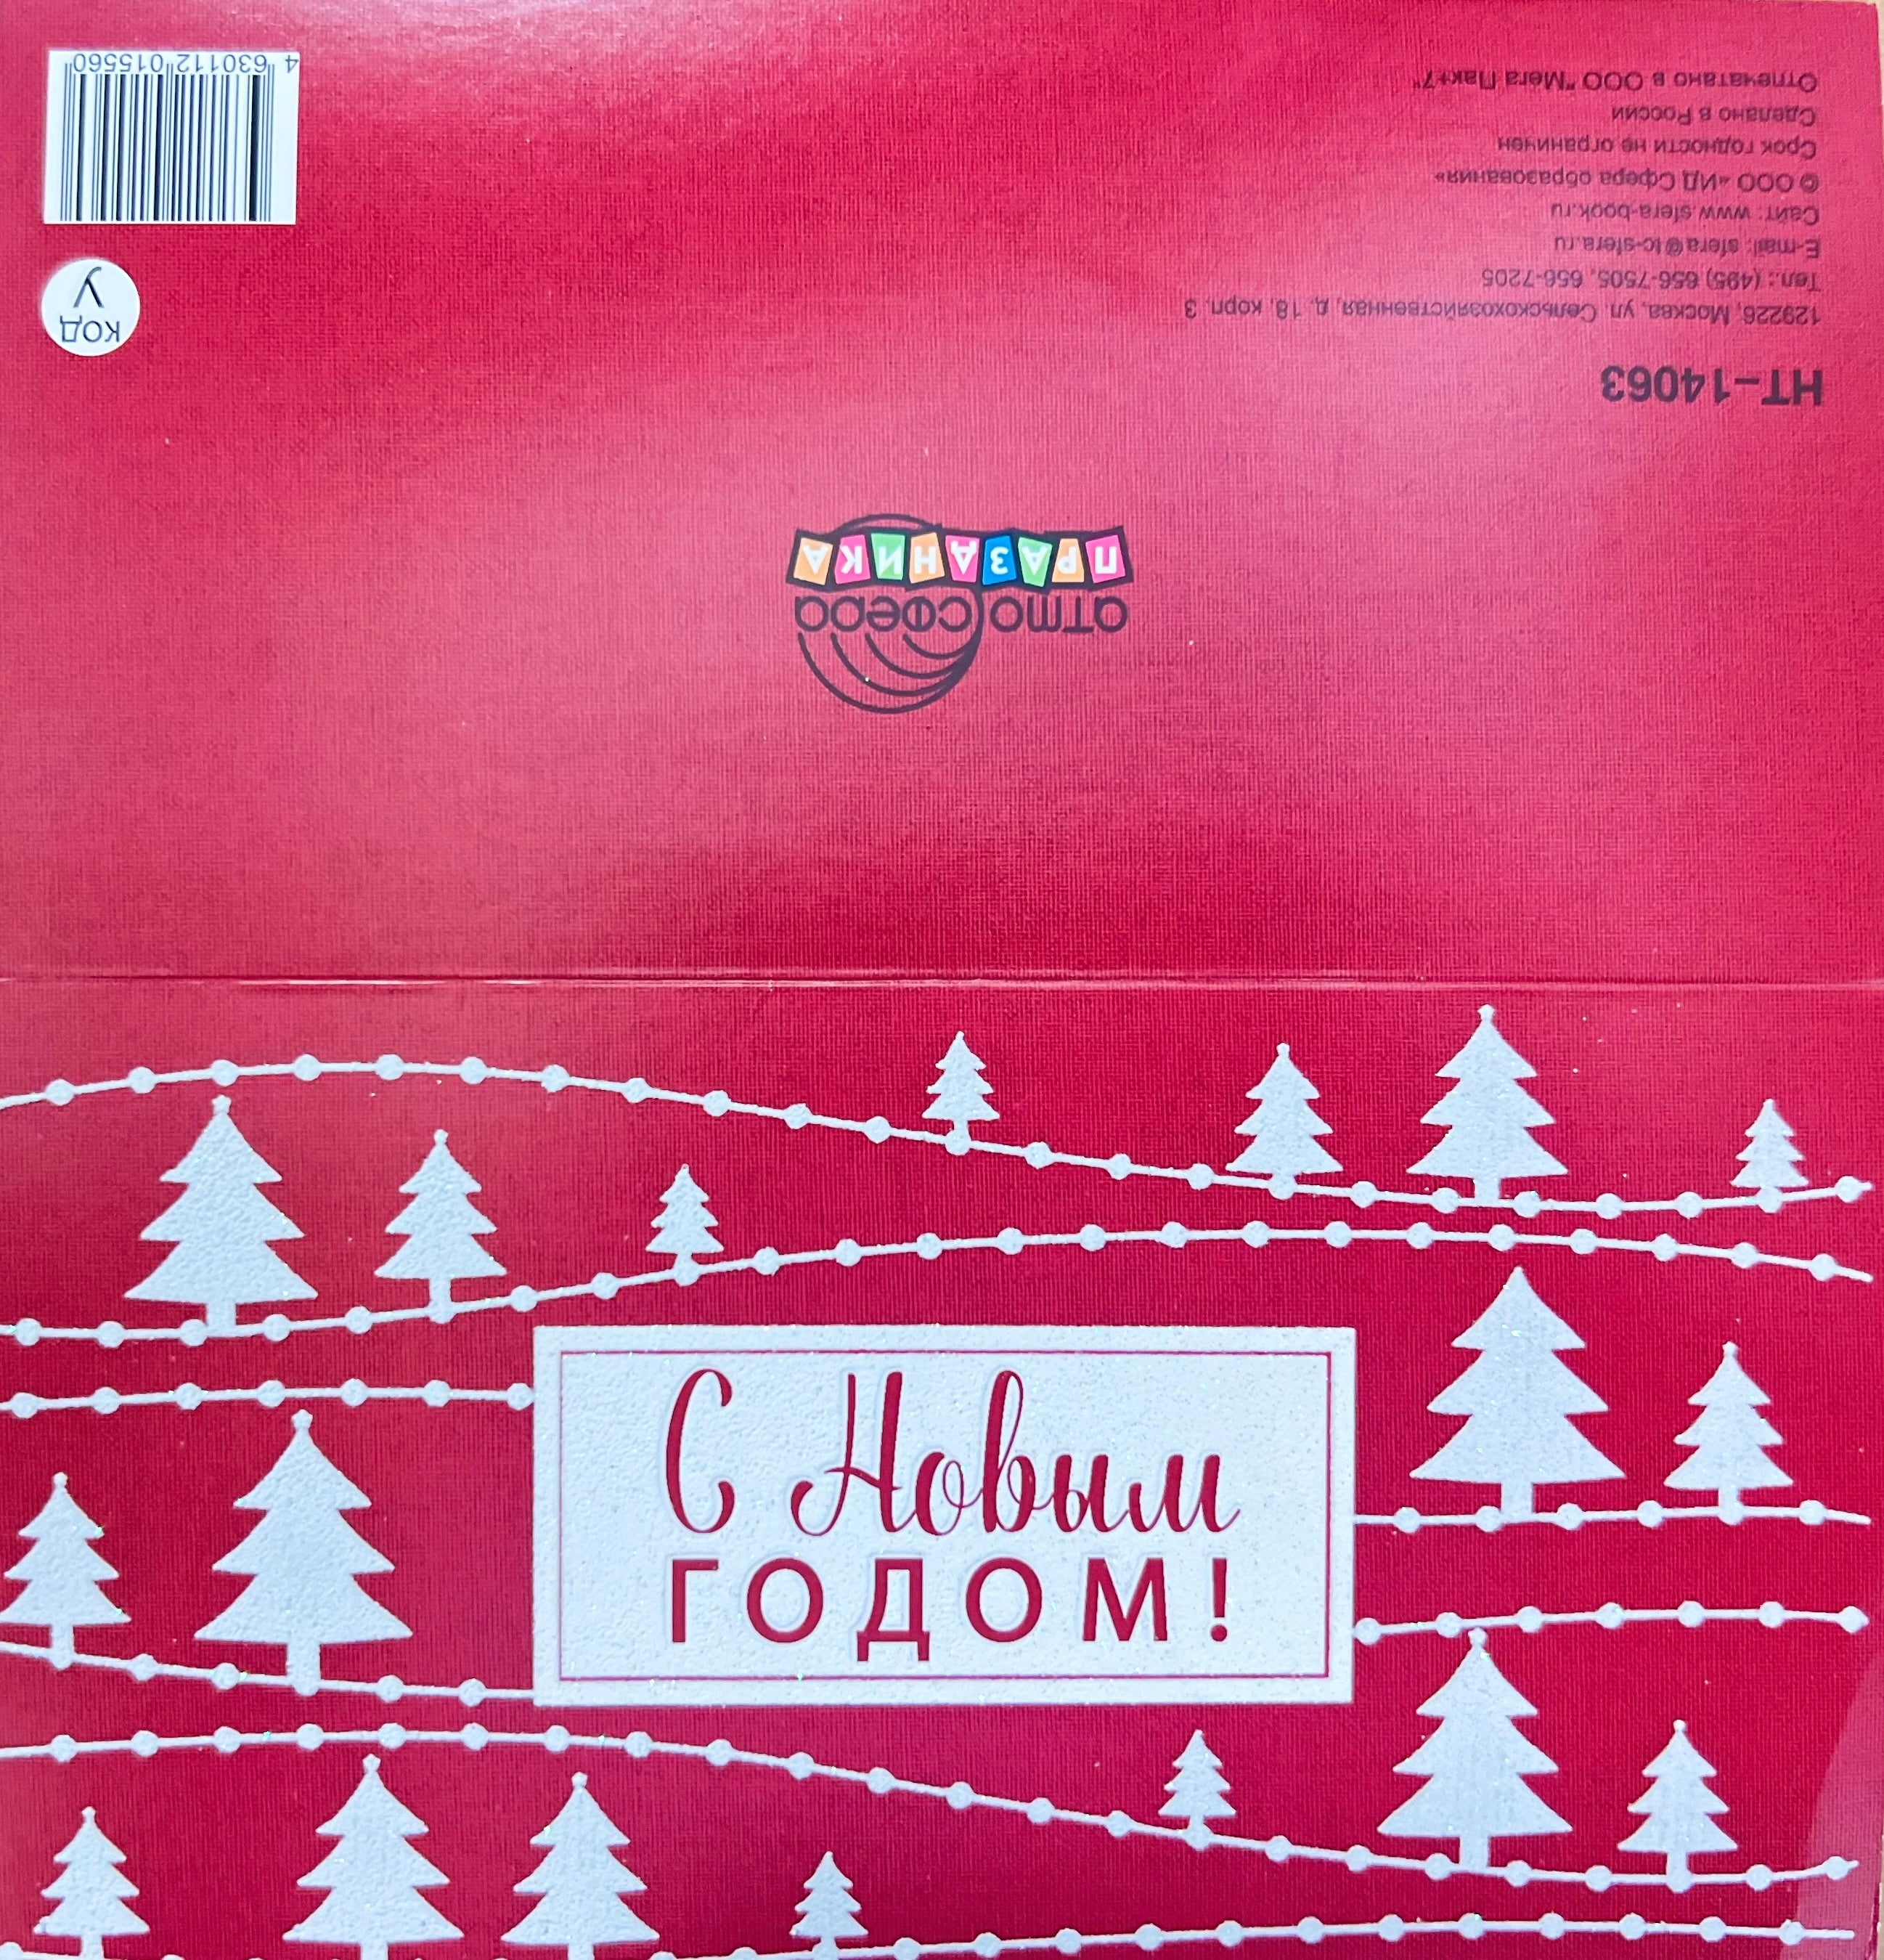 С Новым
ГОДОМ!
атмосфера
ПРАЗДНИКА
НТ-14063
129226, Москва, ул. Сельскохозяйственная, д. 18, корп. 3
Тел.: (495) 656-7505, 656-7205
E-mail: sfera@tc-sfera.ru
Сайт: www.sfera-book.ru
© ООО «ИД Сфера образования»
Срок годности не ограничен
Сделано в России
Отпечатано в ООО "Мега Пак+7"
КОД
У
4 630112 015560